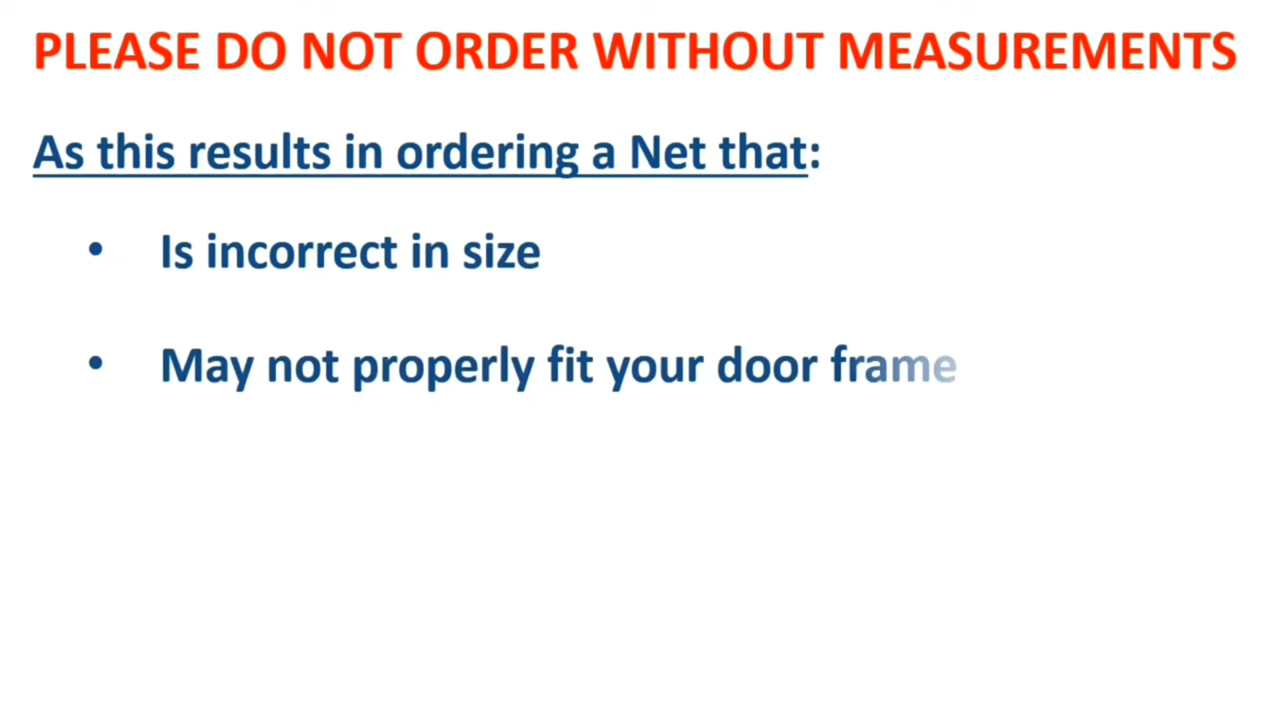 PLEASE DO NOT ORDER WITHOUT MEASUREMENTS
As this results in ordering a Net that:
• Is incorrect in size
• May not properly fit your door frame